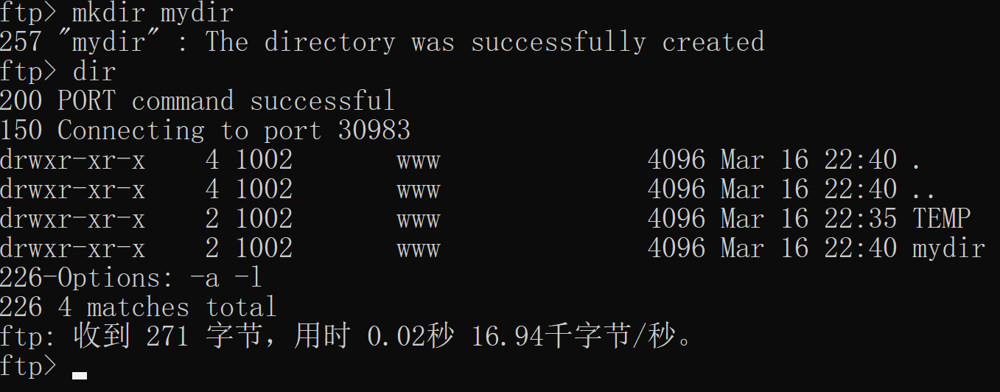 ftp> mkdir mydir
257 "mydir" : The directory was successfully created
ftp> dir
200 PORT command successful
150 Connecting to port 30983
drwxr-xr-x    4 1002       www              4096 Mar 16 22:40 .
drwxr-xr-x    4 1002       www              4096 Mar 16 22:40 ..
drwxr-xr-x    2 1002       www              4096 Mar 16 22:35 TEMP
drwxr-xr-x    2 1002       www              4096 Mar 16 22:40 mydir
226-Options: -a -l
226 4 matches total
ftp: 收到 271 字节，用时 0.02秒 16.94千字节/秒。
ftp>